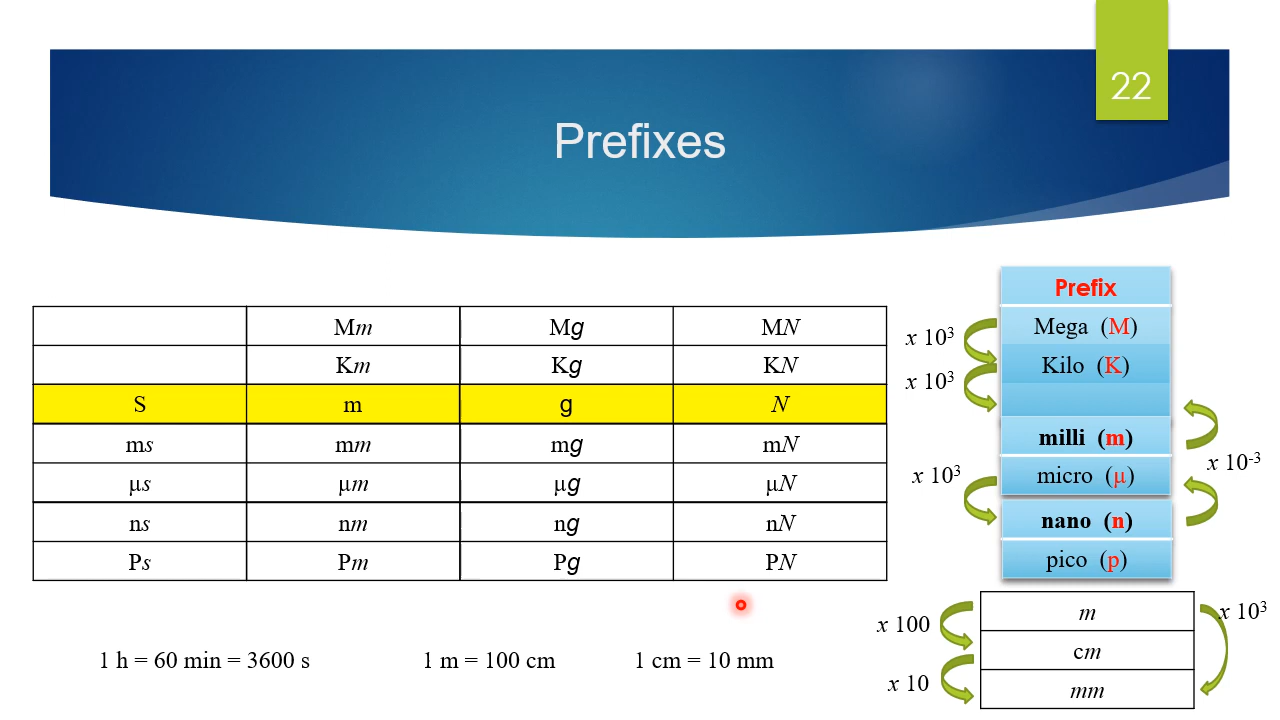 22
Prefixes
Mm Mg MN
Km Kg KN
S m g N
ms mm mg mN
μs μm μg μN
ns nm ng nN
Ps Pm Pg PN
Prefix
Mega (M)
Kilo (K)
milli (m)
micro (μ)
nano (n)
pico (p)
x 10³
x 10³
x 10³
x 10⁻³
m
cm
mm
x 100
x 10
x 10³
1 h = 60 min = 3600 s
1 m = 100 cm
1 cm = 10 mm